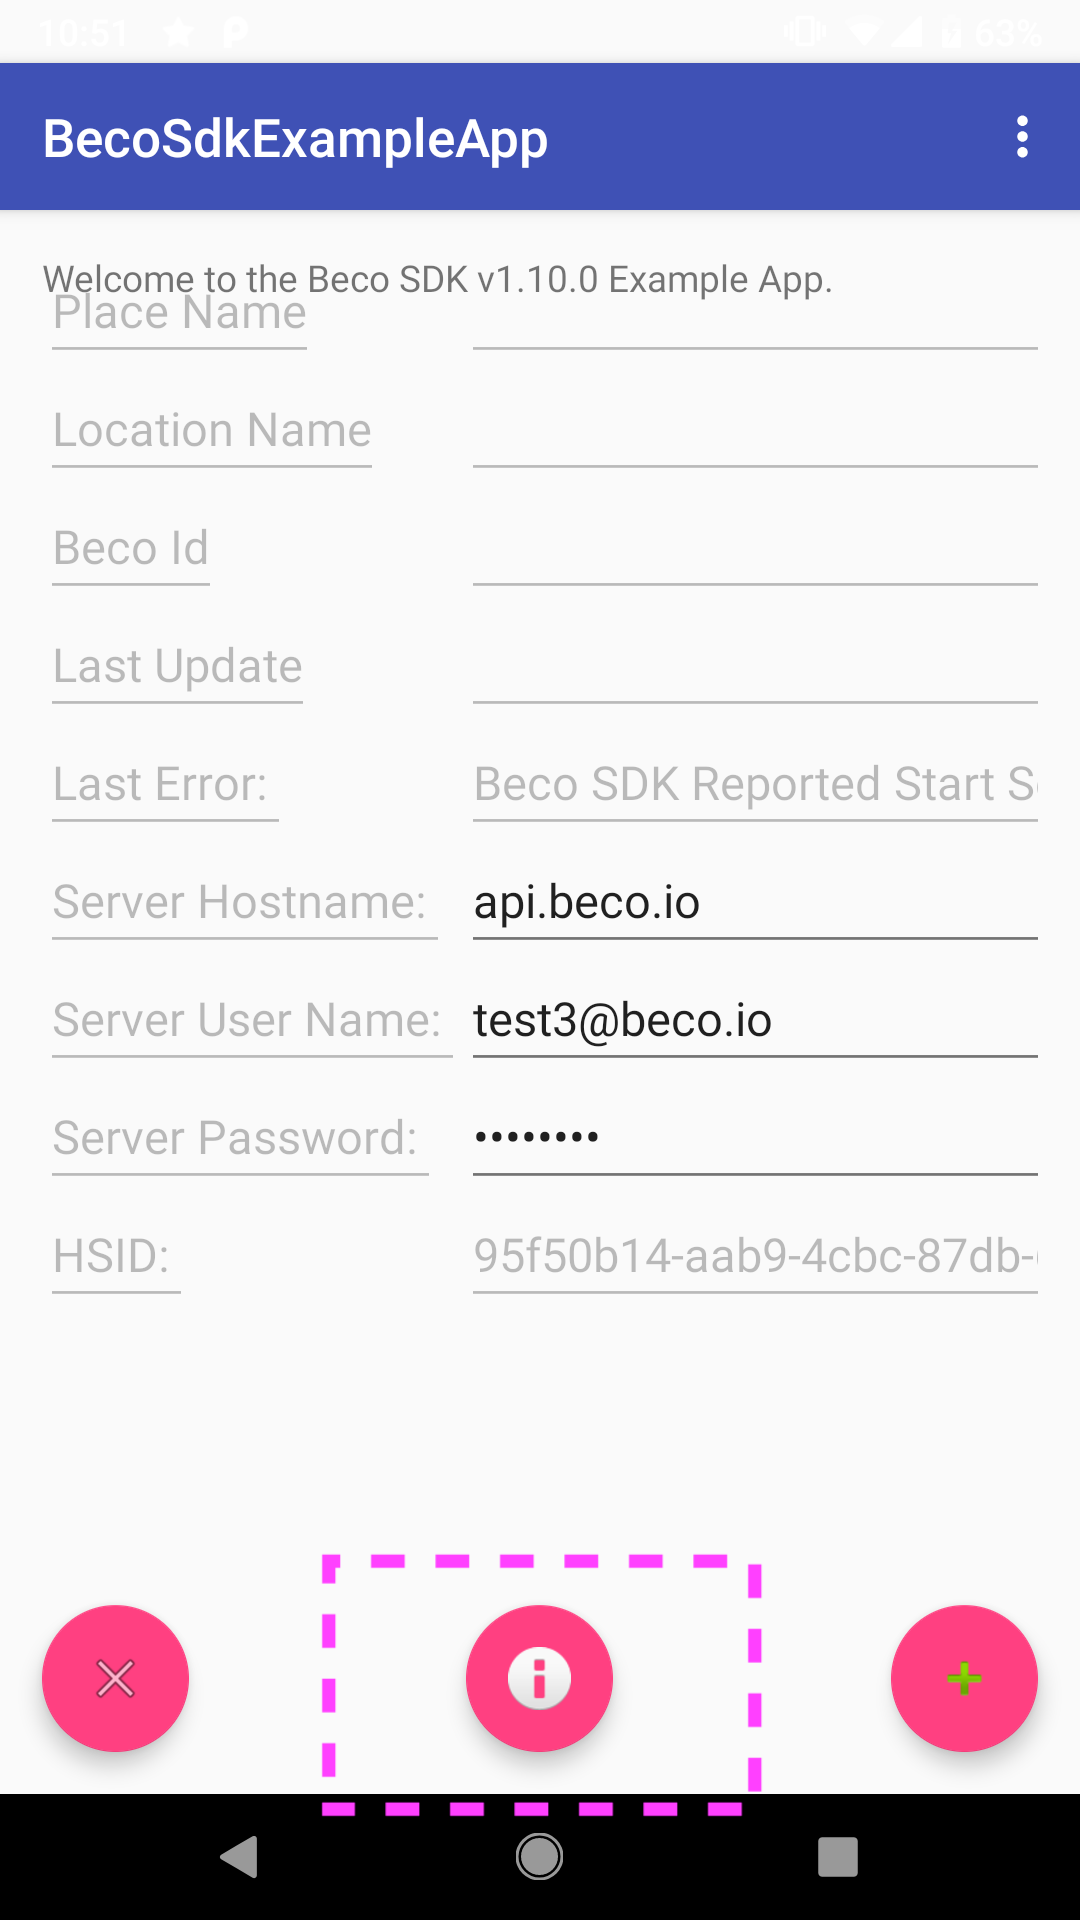 10:51 63%
BecoSdkExampleApp
Welcome to the Beco SDK v1.10.0 Example App.
Place Name
Location Name
Beco Id
Last Update
Last Error: Beco SDK Reported Start S
Server Hostname: api.beco.io
Server User Name: test3@beco.io
Server Password: ••••••••
HSID: 95f50b14-aab9-4cbc-87db-